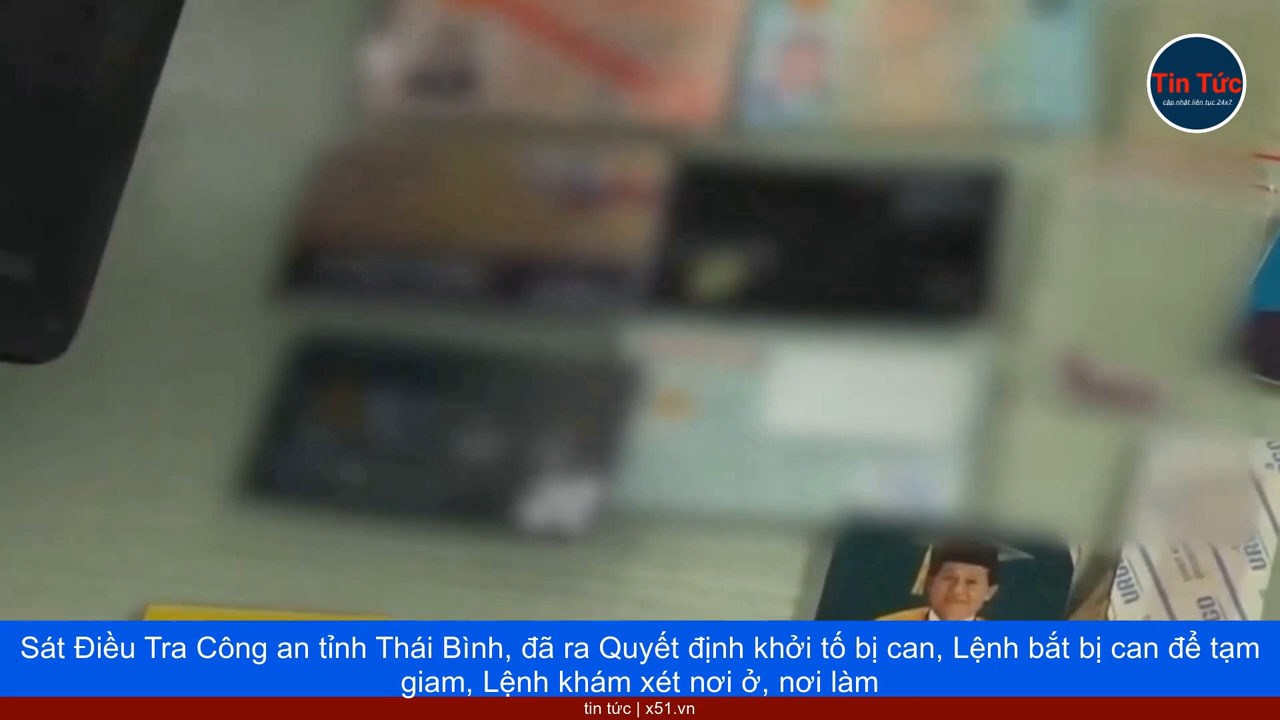 Tin Tức
cập nhật liên tục 24x7
URGO
URGO
Sát Điều Tra Công an tỉnh Thái Bình, đã ra Quyết định khởi tố bị can, Lệnh bắt bị can để tạm
giam, Lệnh khám xét nơi ở, nơi làm
tin tức | x51.vn